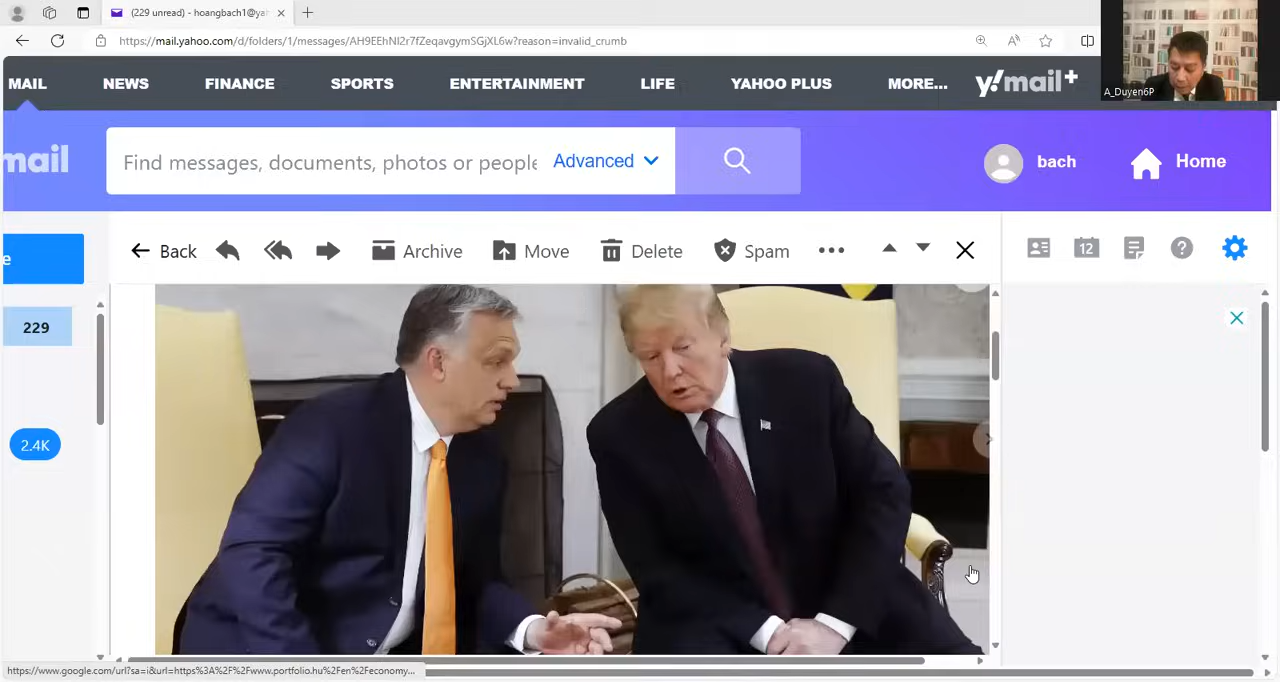 (229 unread) - hoangbach1@yah
https://mail.yahoo.com/d/folders/1/messages/AH9EEhNI2r7fZeqavgymSGjXL6w?reason=invalid_crumb
A_Duyen6P
MAIL NEWS FINANCE SPORTS ENTERTAINMENT LIFE YAHOO PLUS MORE... y!mail+
mail Find messages, documents, photos or people Advanced bach Home
e Back Archive Move Delete Spam ••• 12
229
2.4K
https://www.google.com/url?sa=i&url=https%3A%2F%2Fwww.portfolio.hu%2Fen%2Feconomy...